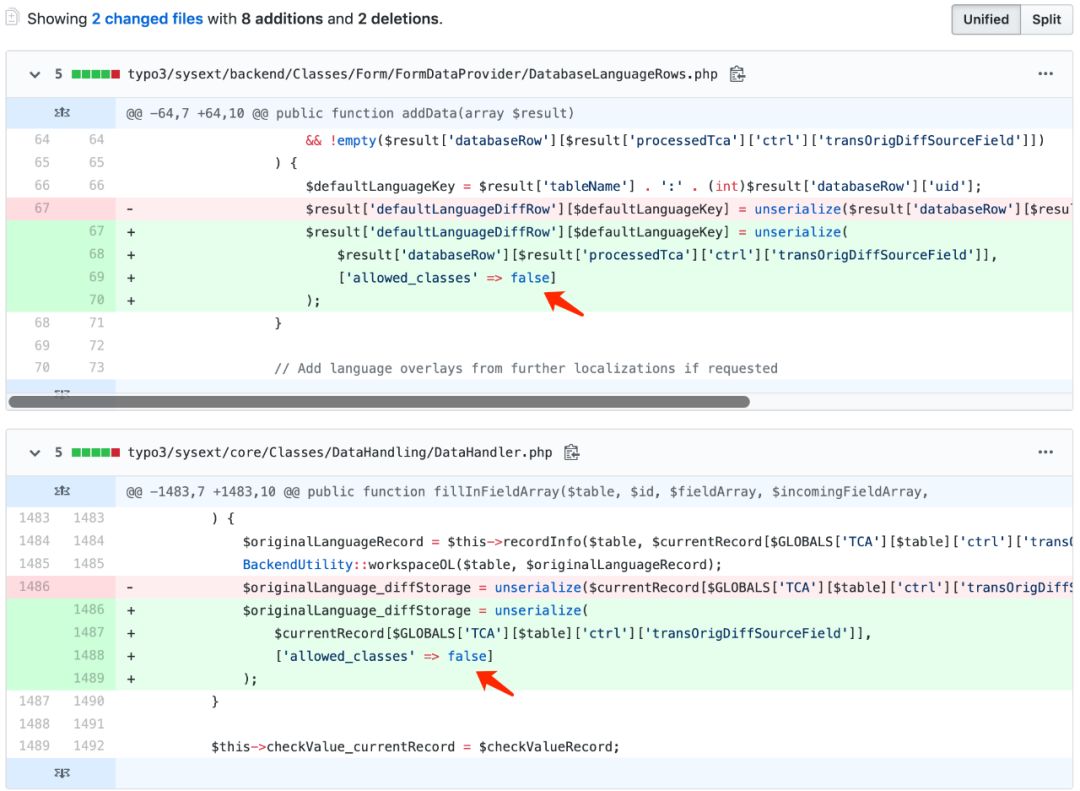 Showing 2 changed files with 8 additions and 2 deletions.
Unified Split
5 typo3/sysext/backend/Classes/Form/FormDataProvider/DatabaseLanguageRows.php
@@ -64,7 +64,10 @@ public function addData(array $result)
64 64 && !empty($result['databaseRow'][$result['processedTca']['ctrl']['transOrigDiffSourceField']])
65 65 ) {
66 66 $defaultLanguageKey = $result['tableName'] . ':' . (int)$result['databaseRow']['uid'];
67 - $result['defaultLanguageDiffRow'][$defaultLanguageKey] = unserialize($result['databaseRow'][$resul
67 + $result['defaultLanguageDiffRow'][$defaultLanguageKey] = unserialize(
68 + $result['databaseRow'][$result['processedTca']['ctrl']['transOrigDiffSourceField']],
69 + ['allowed_classes' => false]
70 + );
68 71 }
69 72
70 73 // Add language overlays from further localizations if requested
5 typo3/sysext/core/Classes/DataHandling/DataHandler.php
@@ -1483,7 +1483,10 @@ public function fillInFieldArray($table, $id, $fieldArray, $incomingFieldArray,
1483 1483 ) {
1484 1484 $originalLanguageRecord = $this->recordInfo($table, $currentRecord[$GLOBALS['TCA'][$table]['ctrl']['transO
1485 1485 BackendUtility::workspaceOL($table, $originalLanguageRecord);
1486 - $originalLanguage_diffStorage = unserialize($currentRecord[$GLOBALS['TCA'][$table]['ctrl']['transOrigDiffS
1486 + $originalLanguage_diffStorage = unserialize(
1487 + $currentRecord[$GLOBALS['TCA'][$table]['ctrl']['transOrigDiffSourceField']],
1488 + ['allowed_classes' => false]
1489 + );
1487 1490 }
1488 1491
1489 1492 $this->checkValue_currentRecord = $checkValueRecord;